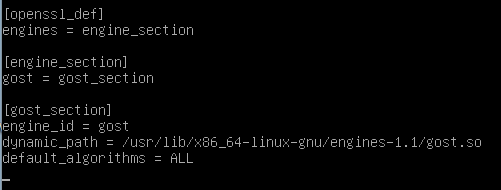 [openssl_def]
engines = engine_section
[engine_section]
gost = gost_section
[gost_section]
engine_id = gost
dynamic_path = /usr/lib/x86_64-linux-gnu/engines-1.1/gost.so
default_algorithms = ALL